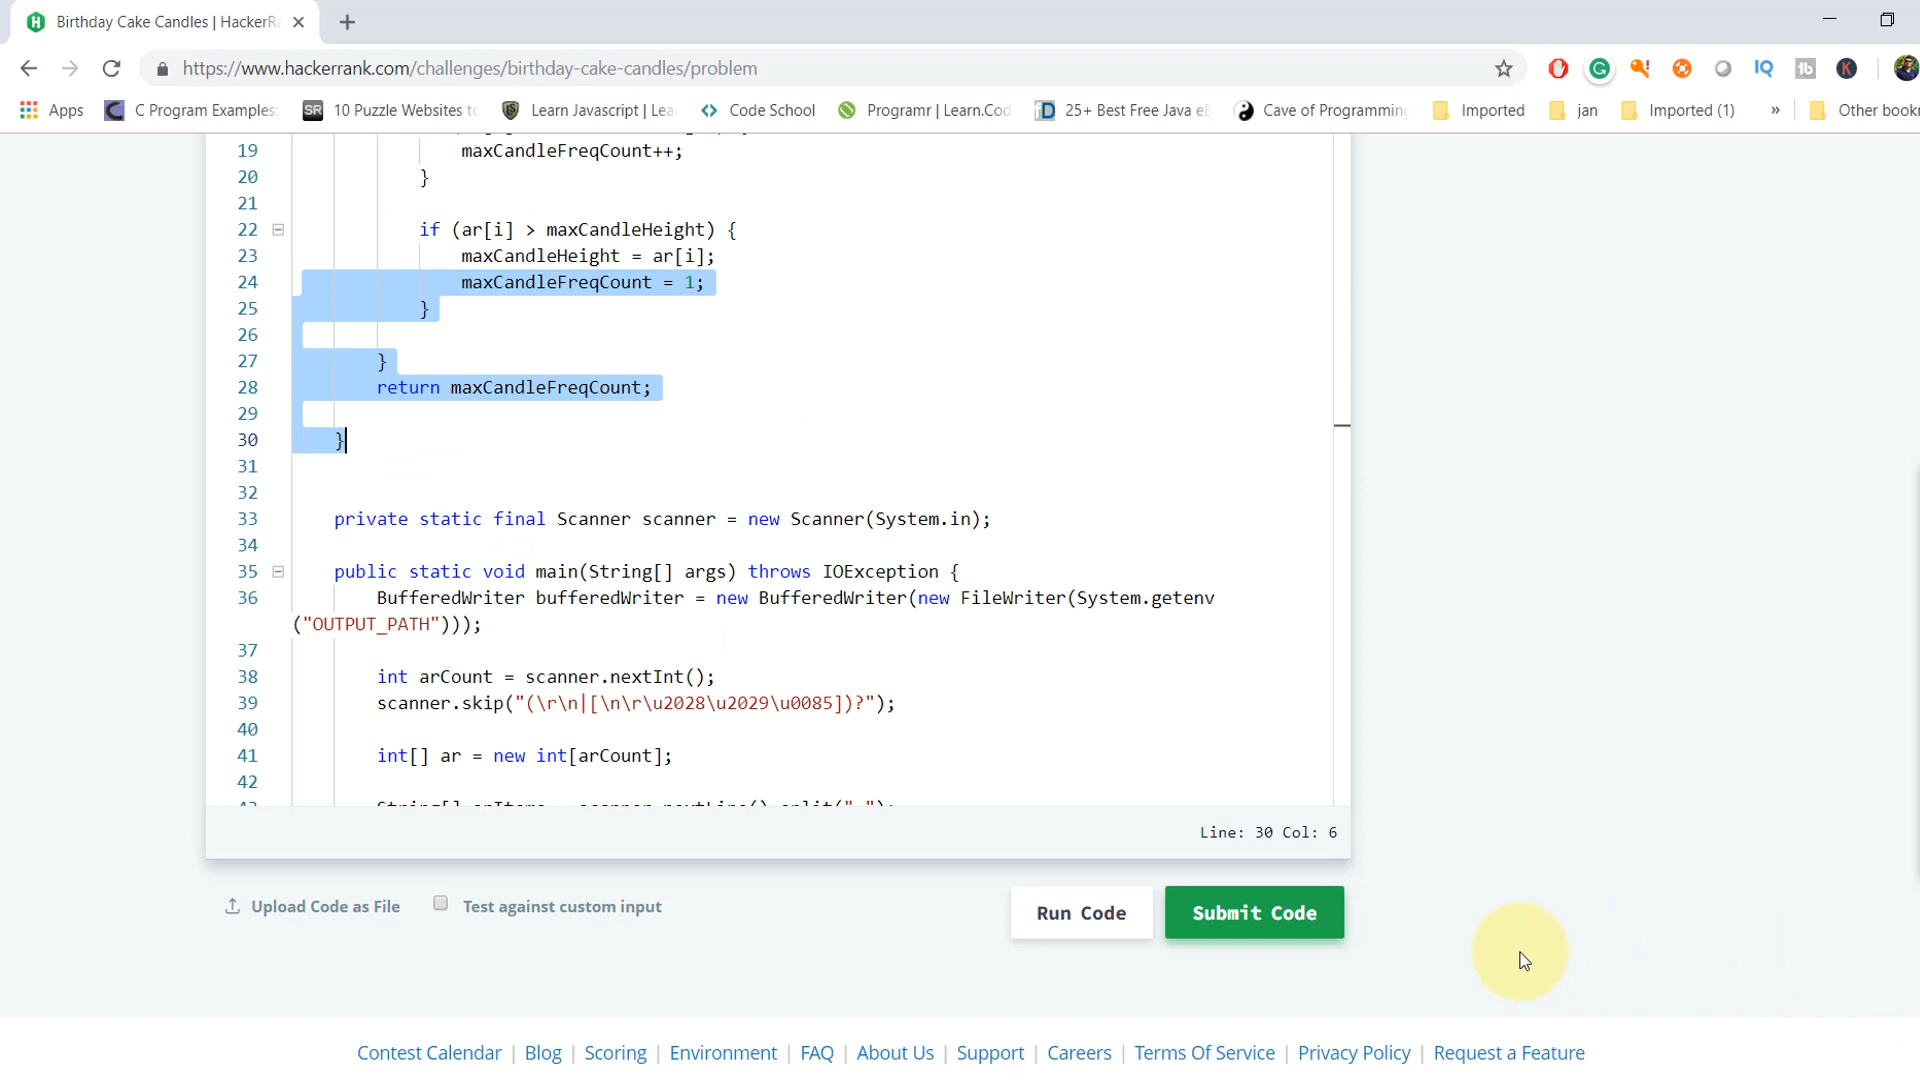 Birthday Cake Candles | HackerR
https://www.hackerrank.com/challenges/birthday-cake-candles/problem
Apps C Program Examples: SR 10 Puzzle Websites to Learn Javascript | Lea Code School Programr | Learn.Cod 25+ Best Free Java eB Cave of Programming Imported jan Imported (1) » Other book
19 maxCandleFreqCount++;
20 }
21
22 if (ar[i] > maxCandleHeight) {
23 maxCandleHeight = ar[i];
24 maxCandleFreqCount = 1;
25 }
26
27 }
28 return maxCandleFreqCount;
29
30 }
31
32
33 private static final Scanner scanner = new Scanner(System.in);
34
35 public static void main(String[] args) throws IOException {
36 BufferedWriter bufferedWriter = new BufferedWriter(new FileWriter(System.getenv
("OUTPUT_PATH")));
37
38 int arCount = scanner.nextInt();
39 scanner.skip("(\r\n|[\n\r\u2028\u2029\u0085])?");
40
41 int[] ar = new int[arCount];
42
Line: 30 Col: 6
Upload Code as File Test against custom input Run Code Submit Code
Contest Calendar | Blog | Scoring | Environment | FAQ | About Us | Support | Careers | Terms Of Service | Privacy Policy | Request a Feature